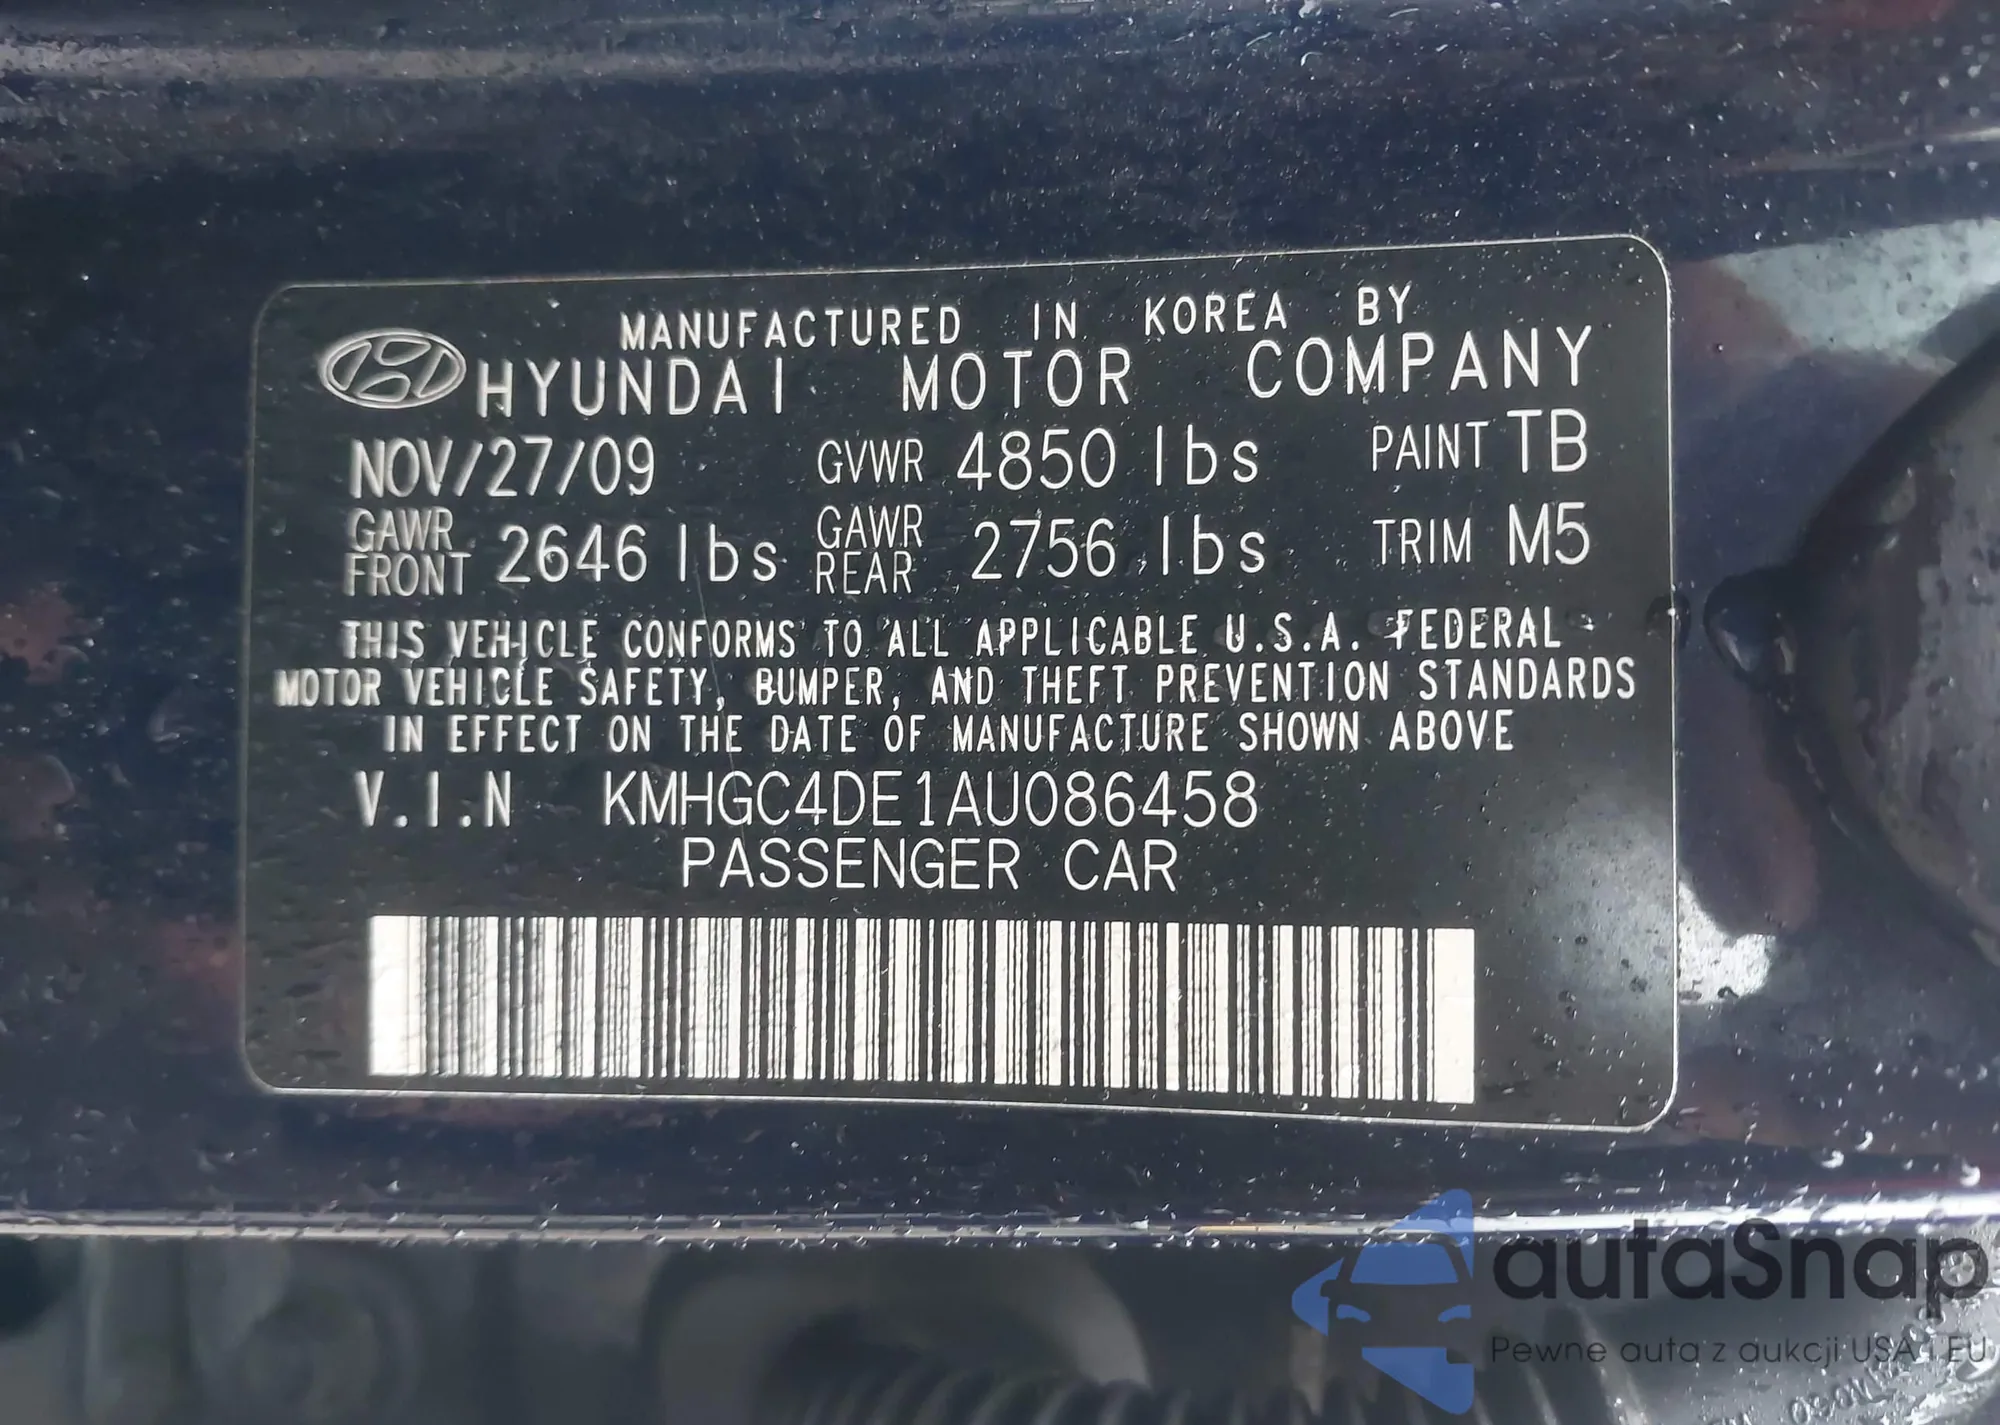 MANUFACTURED IN KOREA BY
HYUNDAI MOTOR COMPANY
NOV/27/09 GVWR 4850 lbs PAINT TB
GAWR FRONT 2646 lbs GAWR REAR 2756 lbs TRIM M5
THIS VEHICLE CONFORMS TO ALL APPLICABLE U.S.A. FEDERAL
MOTOR VEHICLE SAFETY, BUMPER, AND THEFT PREVENTION STANDARDS
IN EFFECT ON THE DATE OF MANUFACTURE SHOWN ABOVE
V.I.N KMHGC4DE1AU086458
PASSENGER CAR
autaSnap
Pewne auta z aukcji USA i EU